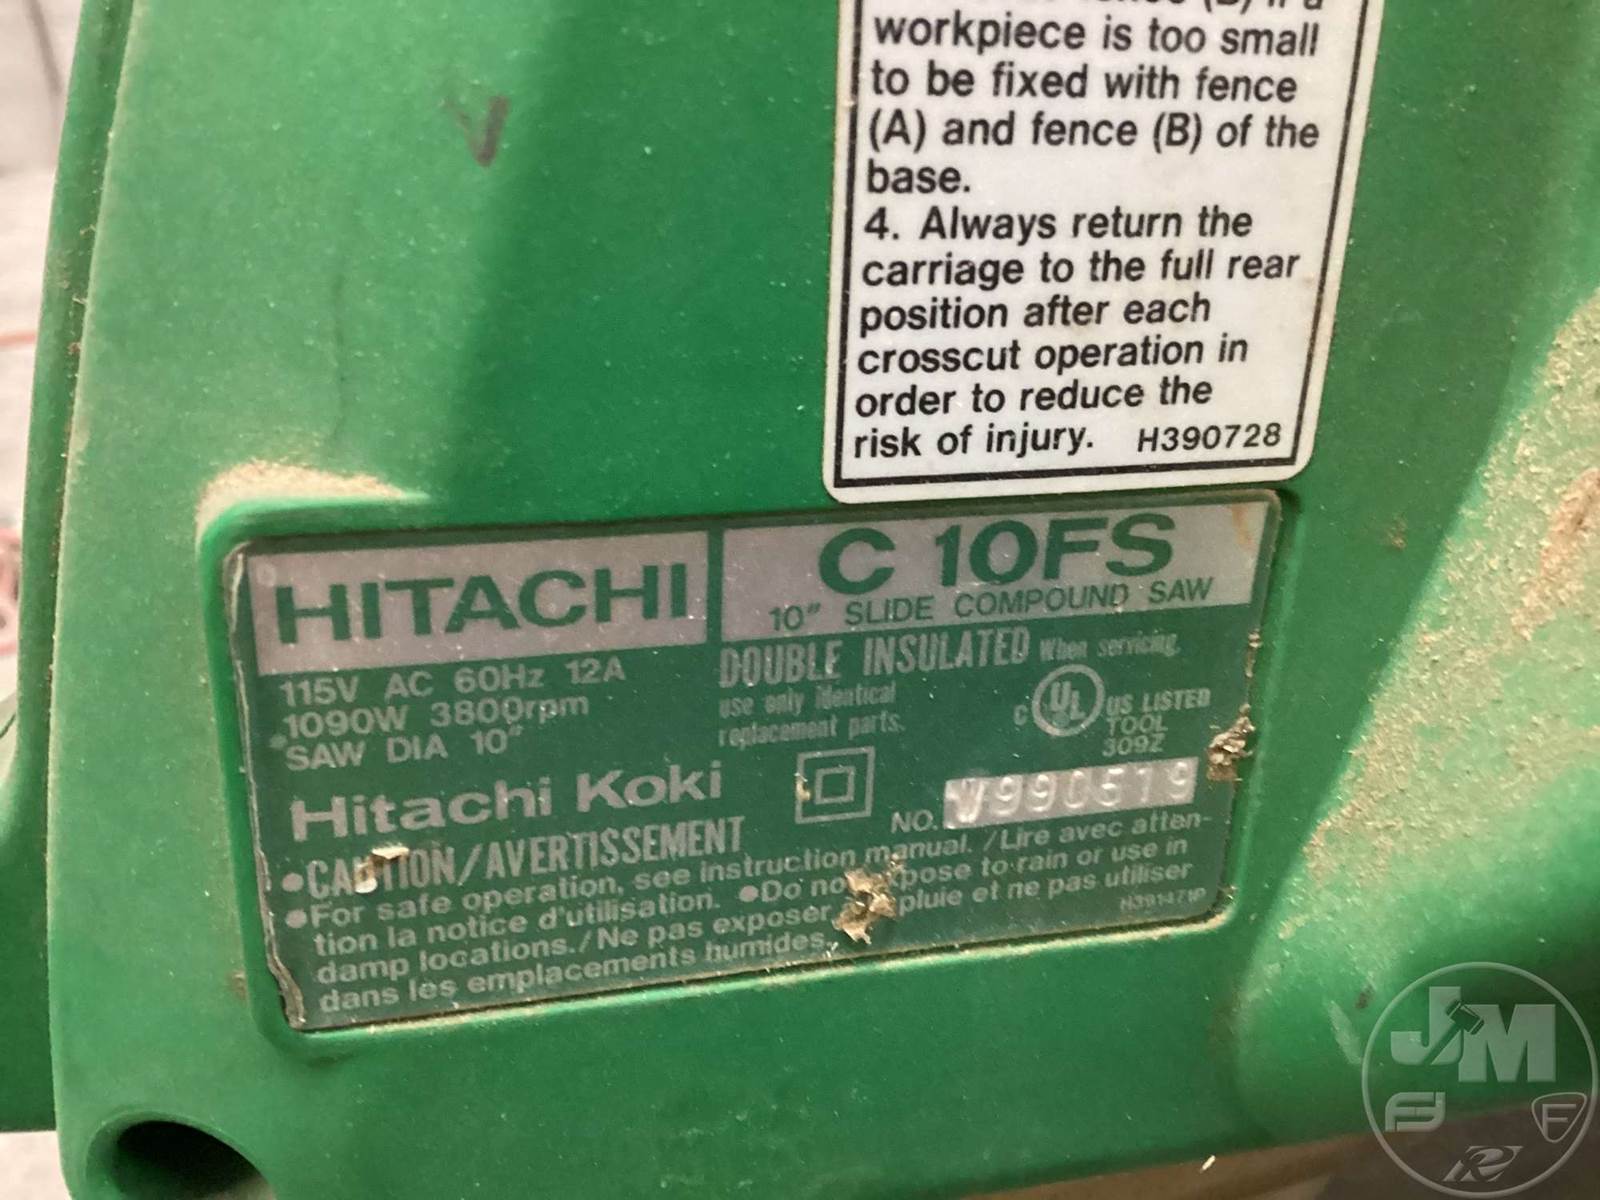 workpiece is too small
to be fixed with fence
(A) and fence (B) of the
base.
4. Always return the
carriage to the full rear
position after each
crosscut operation in
order to reduce the
risk of injury. H390728
HITACHI
C 10FS
10" SLIDE COMPOUND SAW
115V AC 60Hz 12A
1090W 3800rpm
SAW DIA 10"
DOUBLE INSULATED When servicing,
use only identical
replacement parts.
C UL US LISTED
TOOL
309Z
Hitachi Koki
NO. V990519
•CAUTION/AVERTISSEMENT
•For safe operation, see instruction manual. /Lire avec atten-
tion la notice d'utilisation. •Do not expose to rain or use in
damp locations./Ne pas exposer pluie et ne pas utiliser
dans les emplacements humides.
H391471P
JM
F